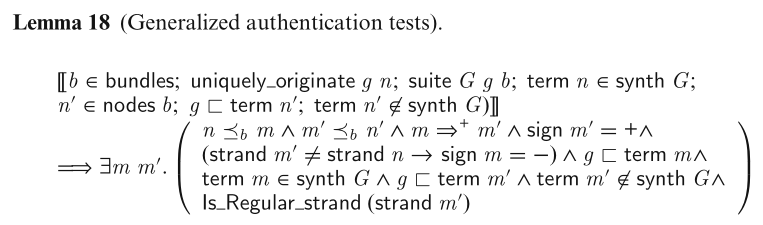 Lemma 18 (Generalized authentication tests).
⟦b ∈ bundles; uniquely_originate g n; suite G g b; term n ∈ synth G;
n′ ∈ nodes b; g ⊏ term n′; term n′ ∉ synth G)⟧
⟹ ∃m m′. ( n ⪯_b m ∧ m′ ⪯_b n′ ∧ m ⇒⁺ m′ ∧ sign m′ = +∧
(strand m′ ≠ strand n → sign m = −) ∧ g ⊏ term m∧
term m ∈ synth G ∧ g ⊏ term m′ ∧ term m′ ∉ synth G∧
Is_Regular_strand (strand m′) )